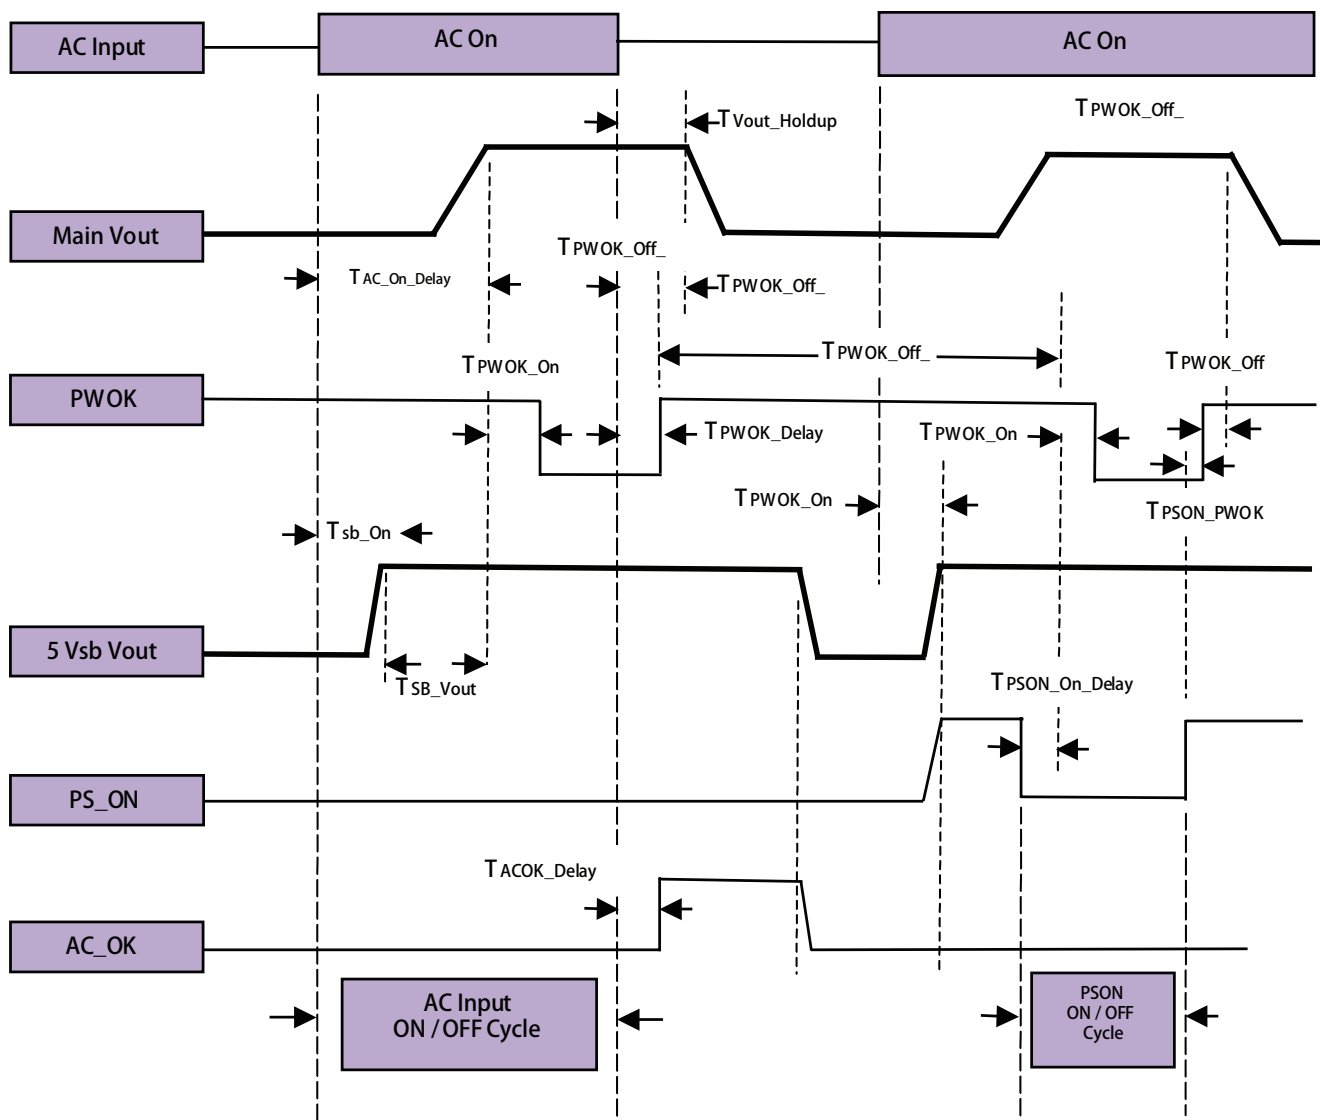 AC Input
AC On
AC On
T Vout_Holdup
T PWOK_Off_
Main Vout
T PWOK_Off_
T AC_On_Delay
T PWOK_Off_
T PWOK_On
T PWOK_Off_
T PWOK_Off
PWOK
T PWOK_Delay
T PWOK_On
T PWOK_On
T PSON_PWOK
T sb_On
5 Vsb Vout
T SB_Vout
T PSON_On_Delay
PS_ON
T ACOK_Delay
AC_OK
AC Input
ON / OFF Cycle
PSON
ON / OFF
Cycle